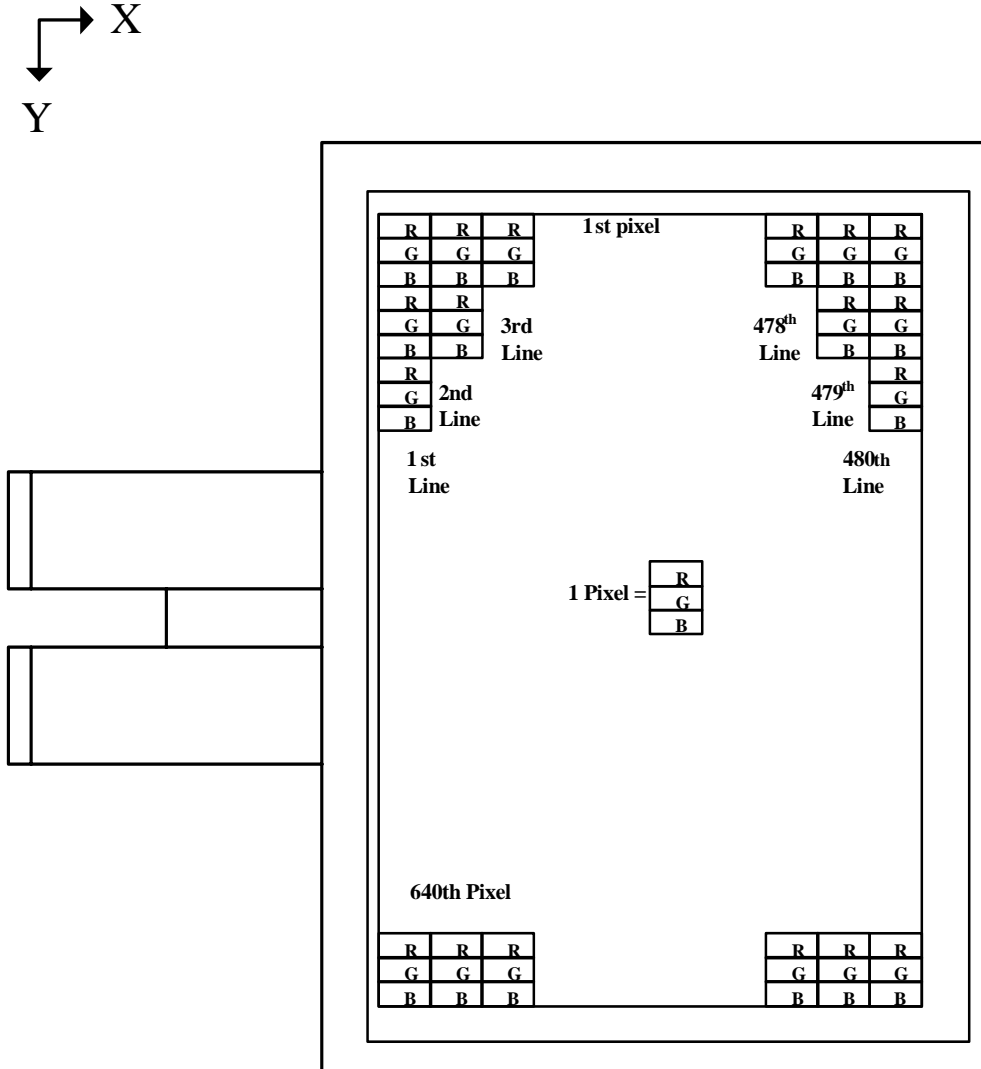 X
Y
R R R 1st pixel R R R
G G G G G G
B B B B B B
R R R R
G G 3rd 478th G G
B B Line Line B B
R R
G 2nd 479th G
B Line Line B
1st 480th
Line Line
R
1 Pixel = G
B
640th Pixel
R R R R R R
G G G G G G
B B B B B B